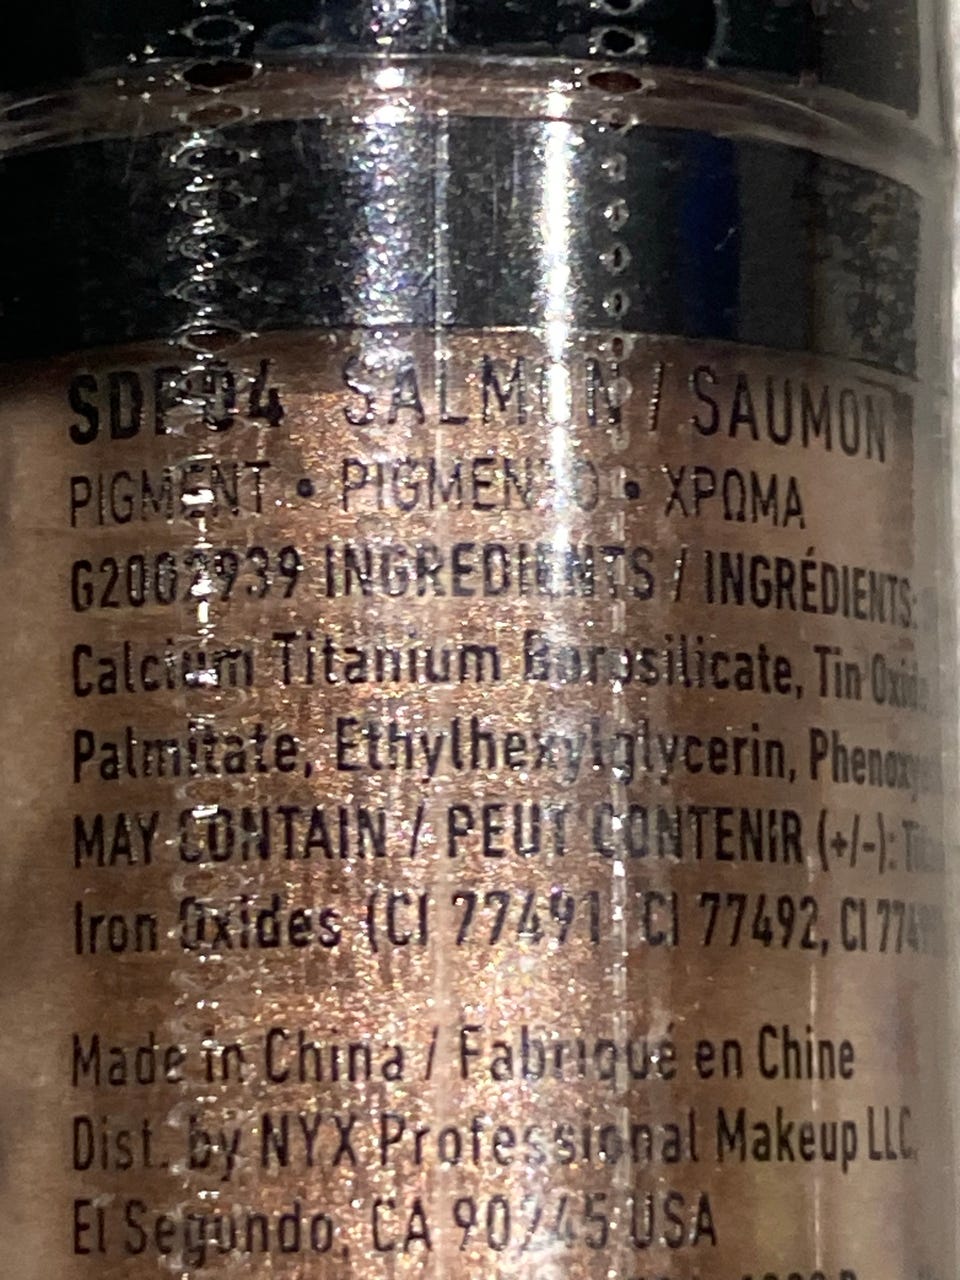 SDP04 SALMON / SAUMON
PIGMENT • PIGMENTO • ΧΡΩΜΑ
G2002939 INGREDIENTS / INGRÉDIENTS:
Calcium Titanium Borosilicate, Tin Oxide
Palmitate, Ethylhexylglycerin,
MAY CONTAIN / PEUT CONTENIR (+/-):
Iron Oxides (CI 77491, CI 77492, CI
Made in China / Fabriqué en Chine
Dist. by NYX Professional Makeup LLC,
El Segundo, CA 90245 USA